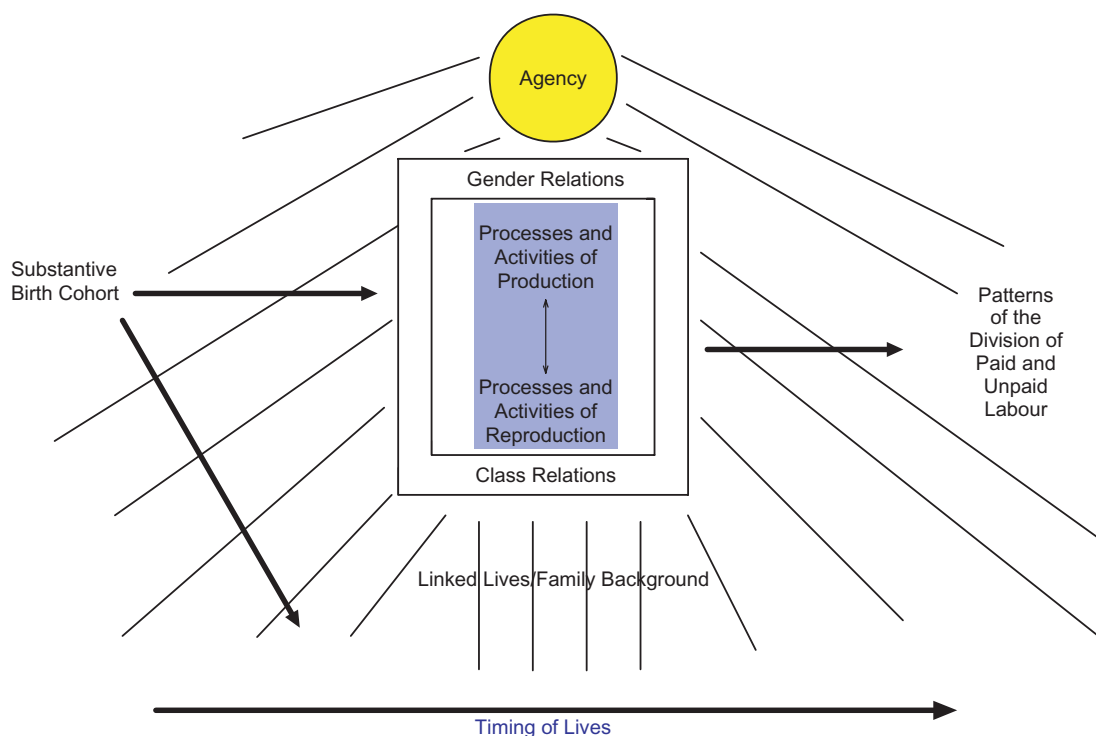 Agency
Gender Relations
Processes and
Activities of
Production
Substantive
Birth Cohort
Patterns
of the
Division of
Paid and
Unpaid
Labour
Processes and
Activities of
Reproduction
Class Relations
Linked Lives/Family Background
Timing of Lives